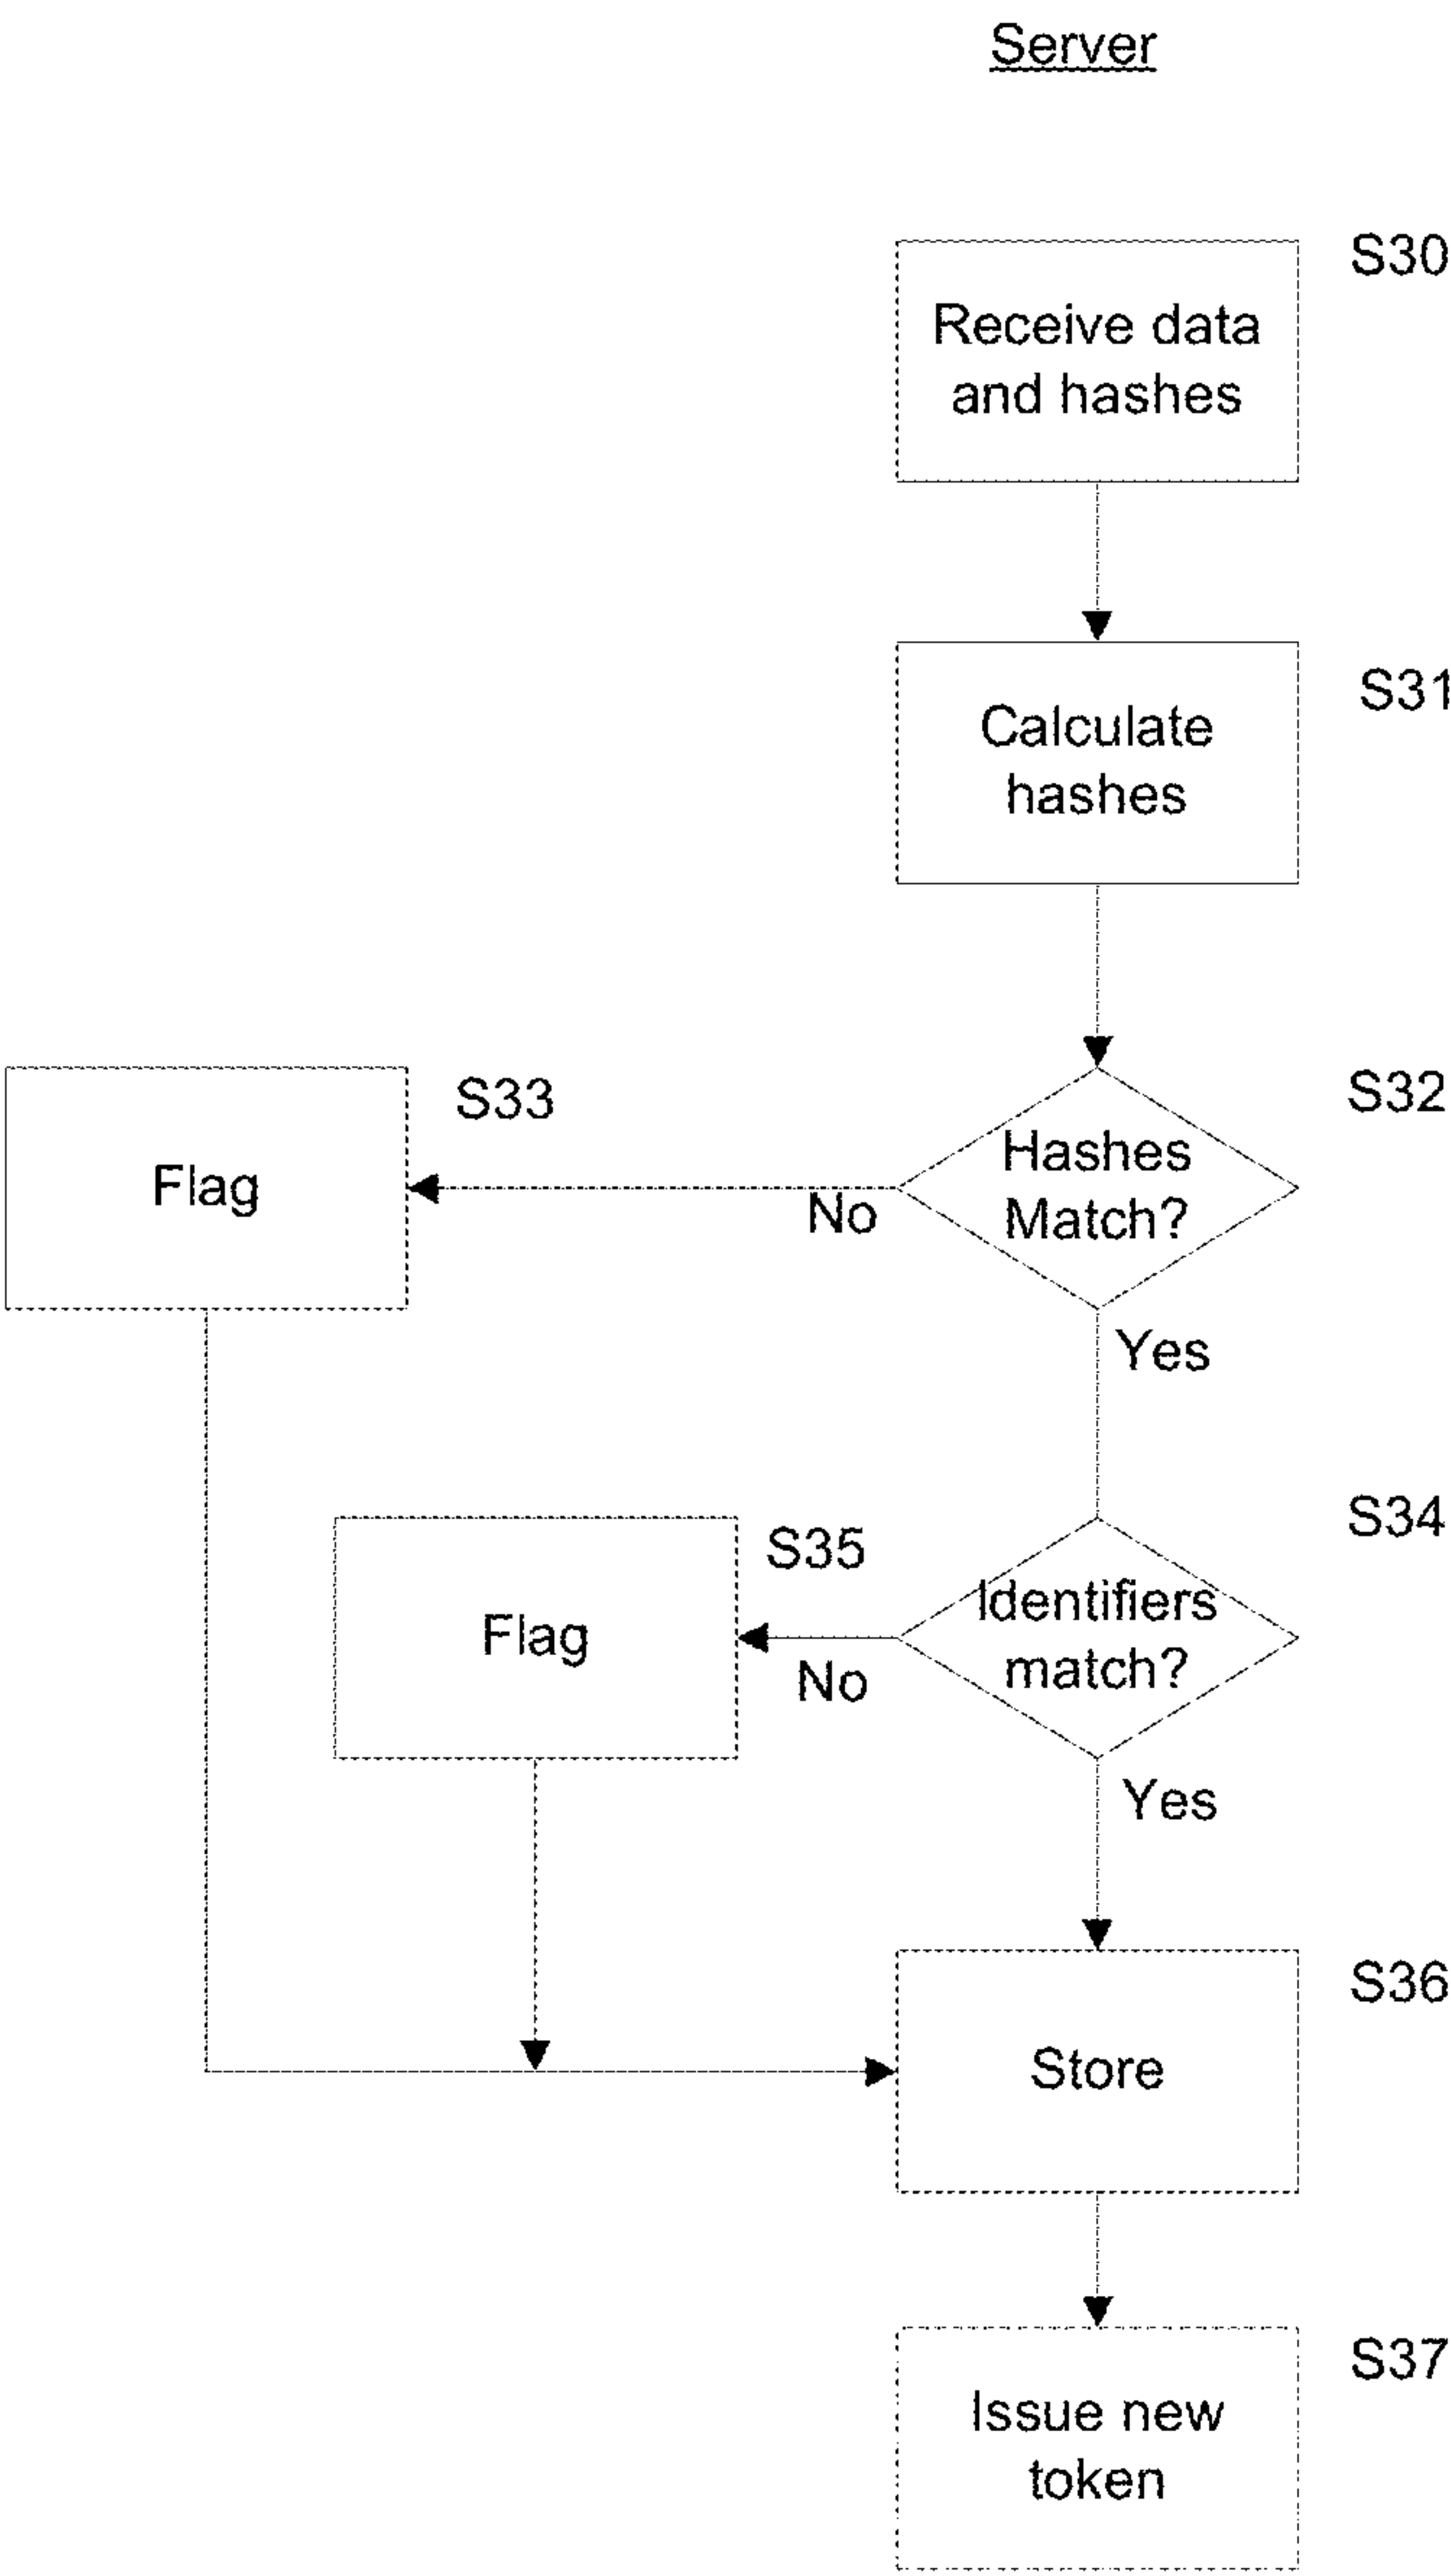 Server
S30
Receive data
and hashes
S31
Calculate
hashes
S32
Hashes
Match?
S33
Flag
No
Yes
S34
Identifiers
match?
S35
Flag
No
Yes
S36
Store
S37
Issue new
token